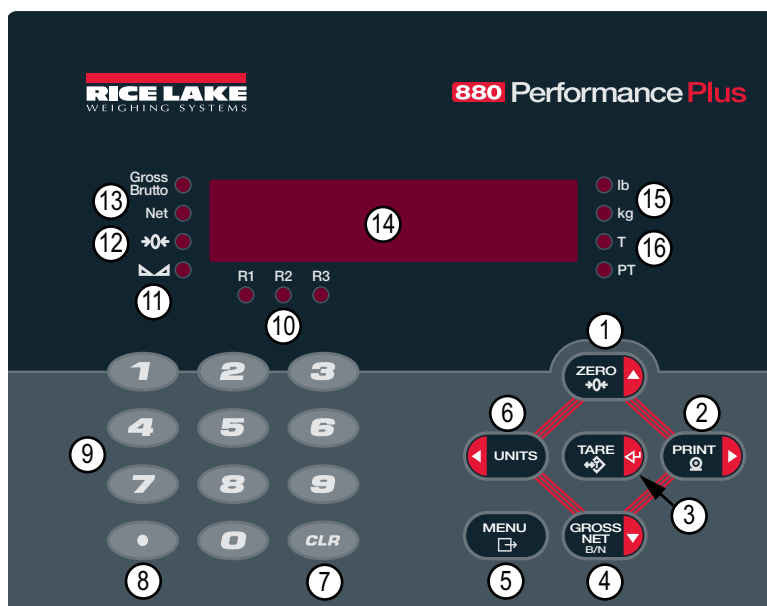 RICE LAKE
WEIGHING SYSTEMS
880 Performance Plus
Gross
Brutto
13
Net
12
→0←
11
14
lb
15
kg
T
16
PT
R1 R2 R3
10
1
1 2 3
ZERO
→0←
4 5 6
9
6
UNITS
TARE
T
2
PRINT
7 8 9
3
. 0 CLR
MENU
GROSS
NET
B/N
8
7
5
4